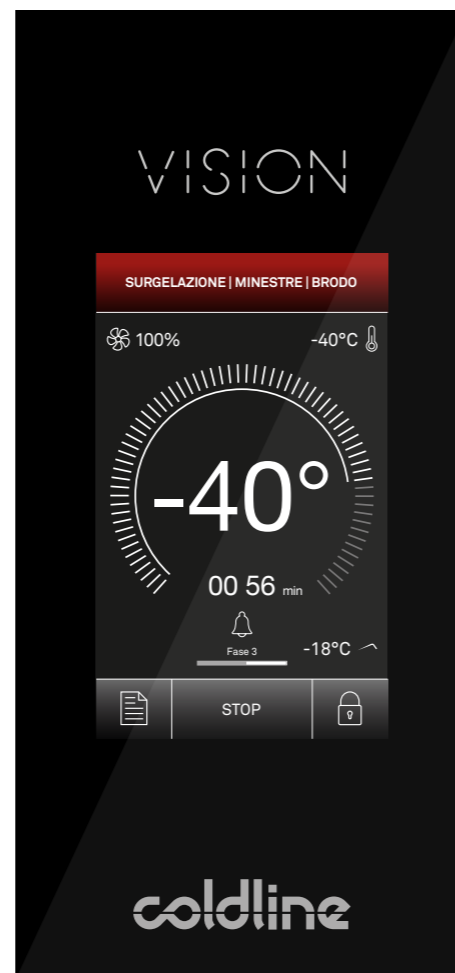 VISION
SURGELAZIONE | MINESTRE | BRODO
100%
-40°C
-40°
00 56 min
Fase 3
-18°C
STOP
coldline